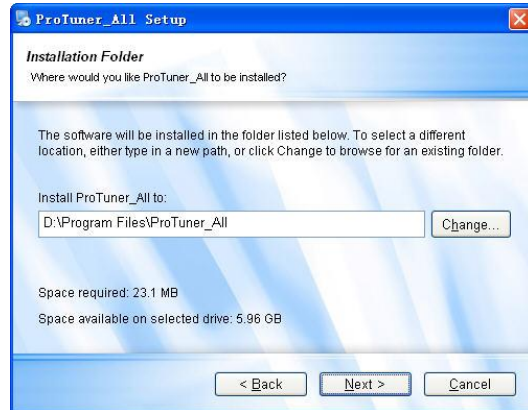 ProTuner_All Setup
Installation Folder
Where would you like ProTuner_All to be installed?
The software will be installed in the folder listed below. To select a different
location, either type in a new path, or click Change to browse for an existing folder.
Install ProTuner_All to:
D:\Program Files\ProTuner_All
Change...
Space required: 23.1 MB
Space available on selected drive: 5.96 GB
< Back
Next >
Cancel